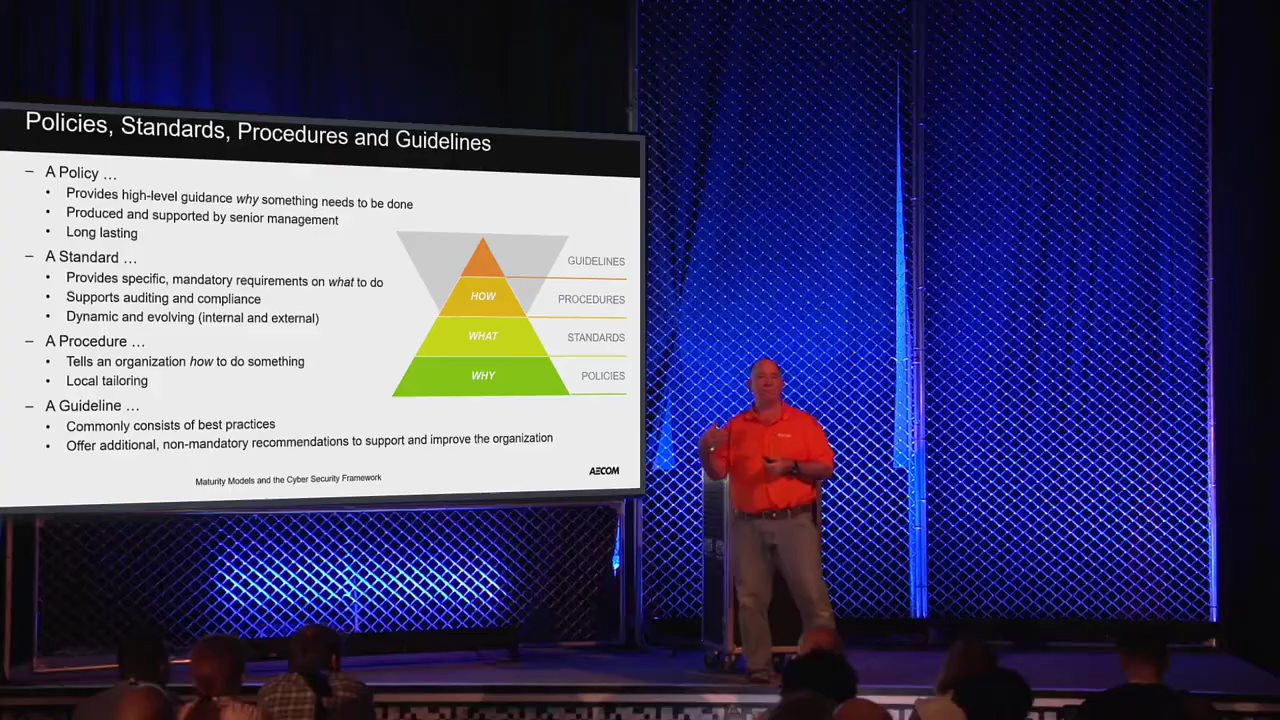 Policies, Standards, Procedures and Guidelines
– A Policy …
• Provides high-level guidance why something needs to be done
• Produced and supported by senior management
• Long lasting
– A Standard …
• Provides specific, mandatory requirements on what to do
• Supports auditing and compliance
• Dynamic and evolving (internal and external)
– A Procedure …
• Tells an organization how to do something
• Local tailoring
– A Guideline …
• Commonly consists of best practices
• Offer additional, non-mandatory recommendations to support and improve the organization
GUIDELINES
HOW
PROCEDURES
WHAT
STANDARDS
WHY
POLICIES
Maturity Models and the Cyber Security Framework
AECOM